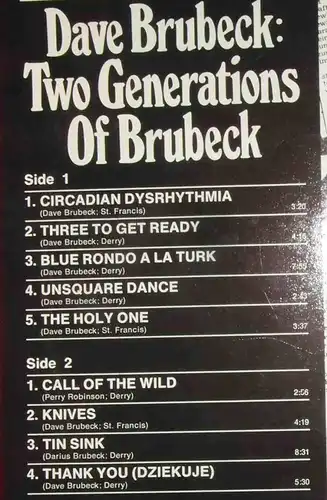 Dave Brubeck:
Two Generations
Of Brubeck
Side 1
1. CIRCADIAN DYSRHYTHMIA
(Dave Brubeck; St. Francis) 3:20
2. THREE TO GET READY
(Dave Brubeck; Derry)
3. BLUE RONDO A LA TURK
(Dave Brubeck; Derry)
4. UNSQUARE DANCE
(Dave Brubeck; Derry)
5. THE HOLY ONE
(Dave Brubeck; St. Francis) 3:37
Side 2
1. CALL OF THE WILD
(Perry Robinson; Derry) 2:56
2. KNIVES
(Dave Brubeck; St. Francis) 4:19
3. TIN SINK
(Darius Brubeck; Derry) 8:31
4. THANK YOU (DZIEKUJE)
(Dave Brubeck; Derry) 5:30